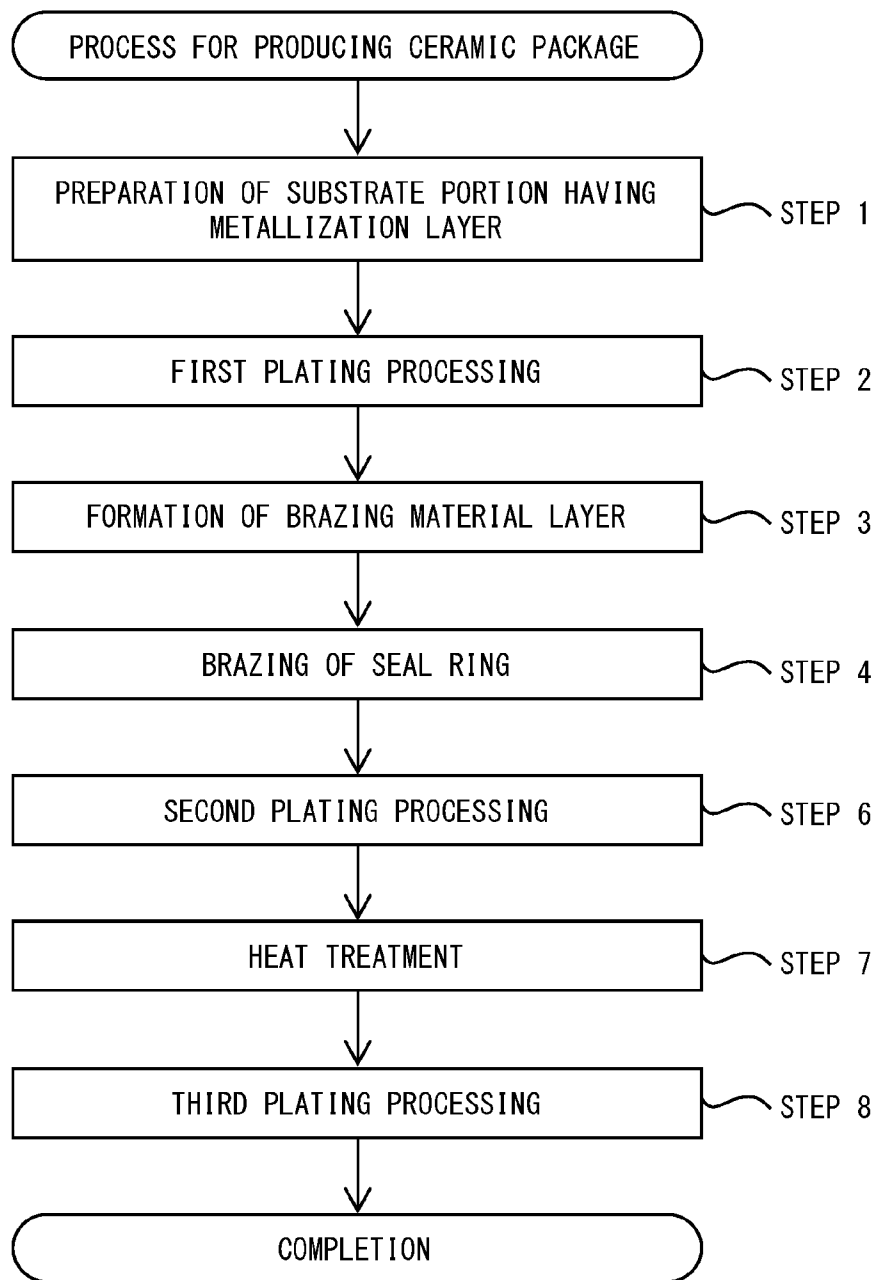 PROCESS FOR PRODUCING CERAMIC PACKAGE
PREPARATION OF SUBSTRATE PORTION HAVING
METALLIZATION LAYER
STEP 1
FIRST PLATING PROCESSING
STEP 2
FORMATION OF BRAZING MATERIAL LAYER
STEP 3
BRAZING OF SEAL RING
STEP 4
SECOND PLATING PROCESSING
STEP 6
HEAT TREATMENT
STEP 7
THIRD PLATING PROCESSING
STEP 8
COMPLETION